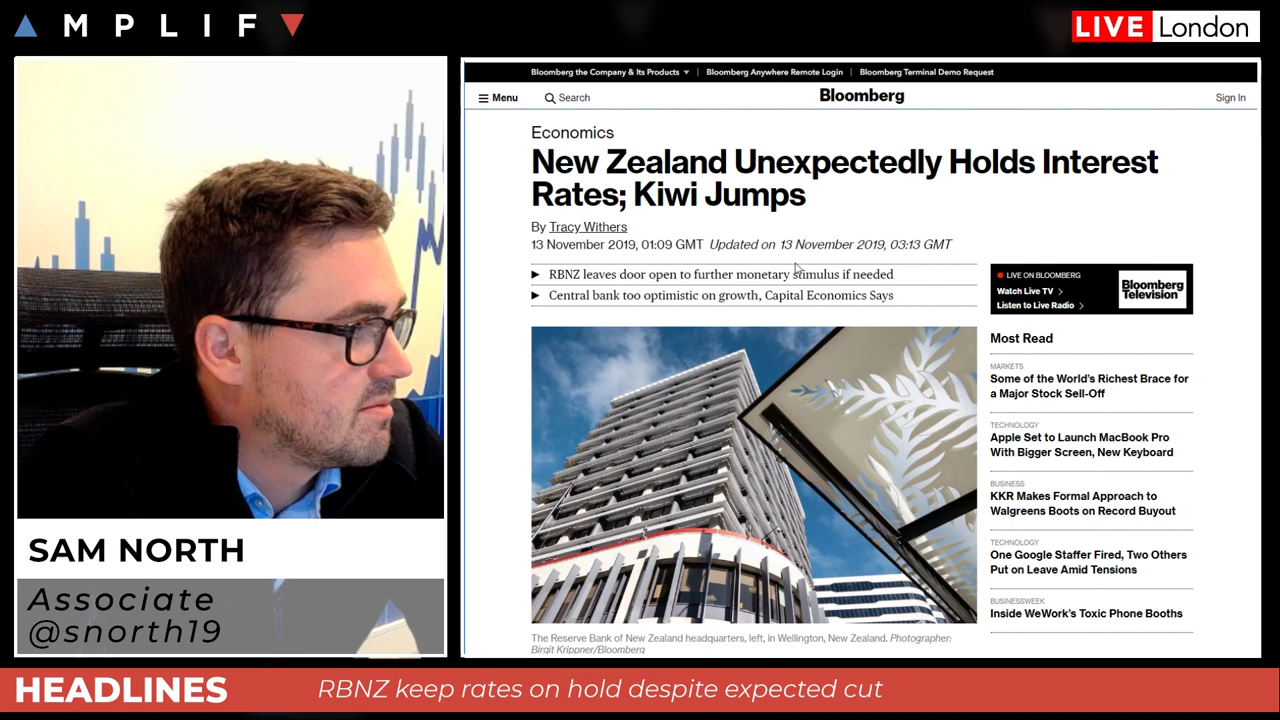 ▲ M P L I F ▼
LIVE London
SAM NORTH
Associate
@snorth19
Bloomberg the Company & Its Products ▼ | Bloomberg Anywhere Remote Login | Bloomberg Terminal Demo Request
Menu
Search
Bloomberg
Sign In
Economics
New Zealand Unexpectedly Holds Interest
Rates; Kiwi Jumps
By Tracy Withers
13 November 2019, 01:09 GMT Updated on 13 November 2019, 03:13 GMT
► RBNZ leaves door open to further monetary stimulus if needed
► Central bank too optimistic on growth, Capital Economics Says
The Reserve Bank of New Zealand headquarters, left, in Wellington, New Zealand. Photographer:
Birgit Krippner/Bloomberg
LIVE ON BLOOMBERG
Watch Live TV >
Listen to Live Radio >
Bloomberg
Television
Most Read
MARKETS
Some of the World's Richest Brace for
a Major Stock Sell-Off
TECHNOLOGY
Apple Set to Launch MacBook Pro
With Bigger Screen, New Keyboard
BUSINESS
KKR Makes Formal Approach to
Walgreens Boots on Record Buyout
TECHNOLOGY
One Google Staffer Fired, Two Others
Put on Leave Amid Tensions
BUSINESSWEEK
Inside WeWork's Toxic Phone Booths
HEADLINES
RBNZ keep rates on hold despite expected cut